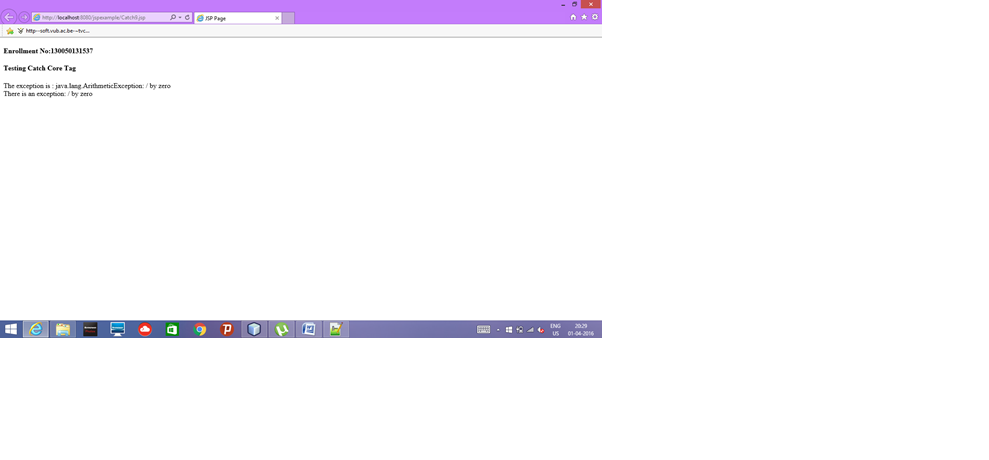 http://localhost:8080/jspexample/Catch5.jsp
JSP Page
http--soft.vub.ac.be-~tvc...
Enrollment No:130050131537
Testing Catch Core Tag
The exception is : java.lang.ArithmeticException: / by zero
There is an exception: / by zero
ENG
US
20:29
01-04-2016